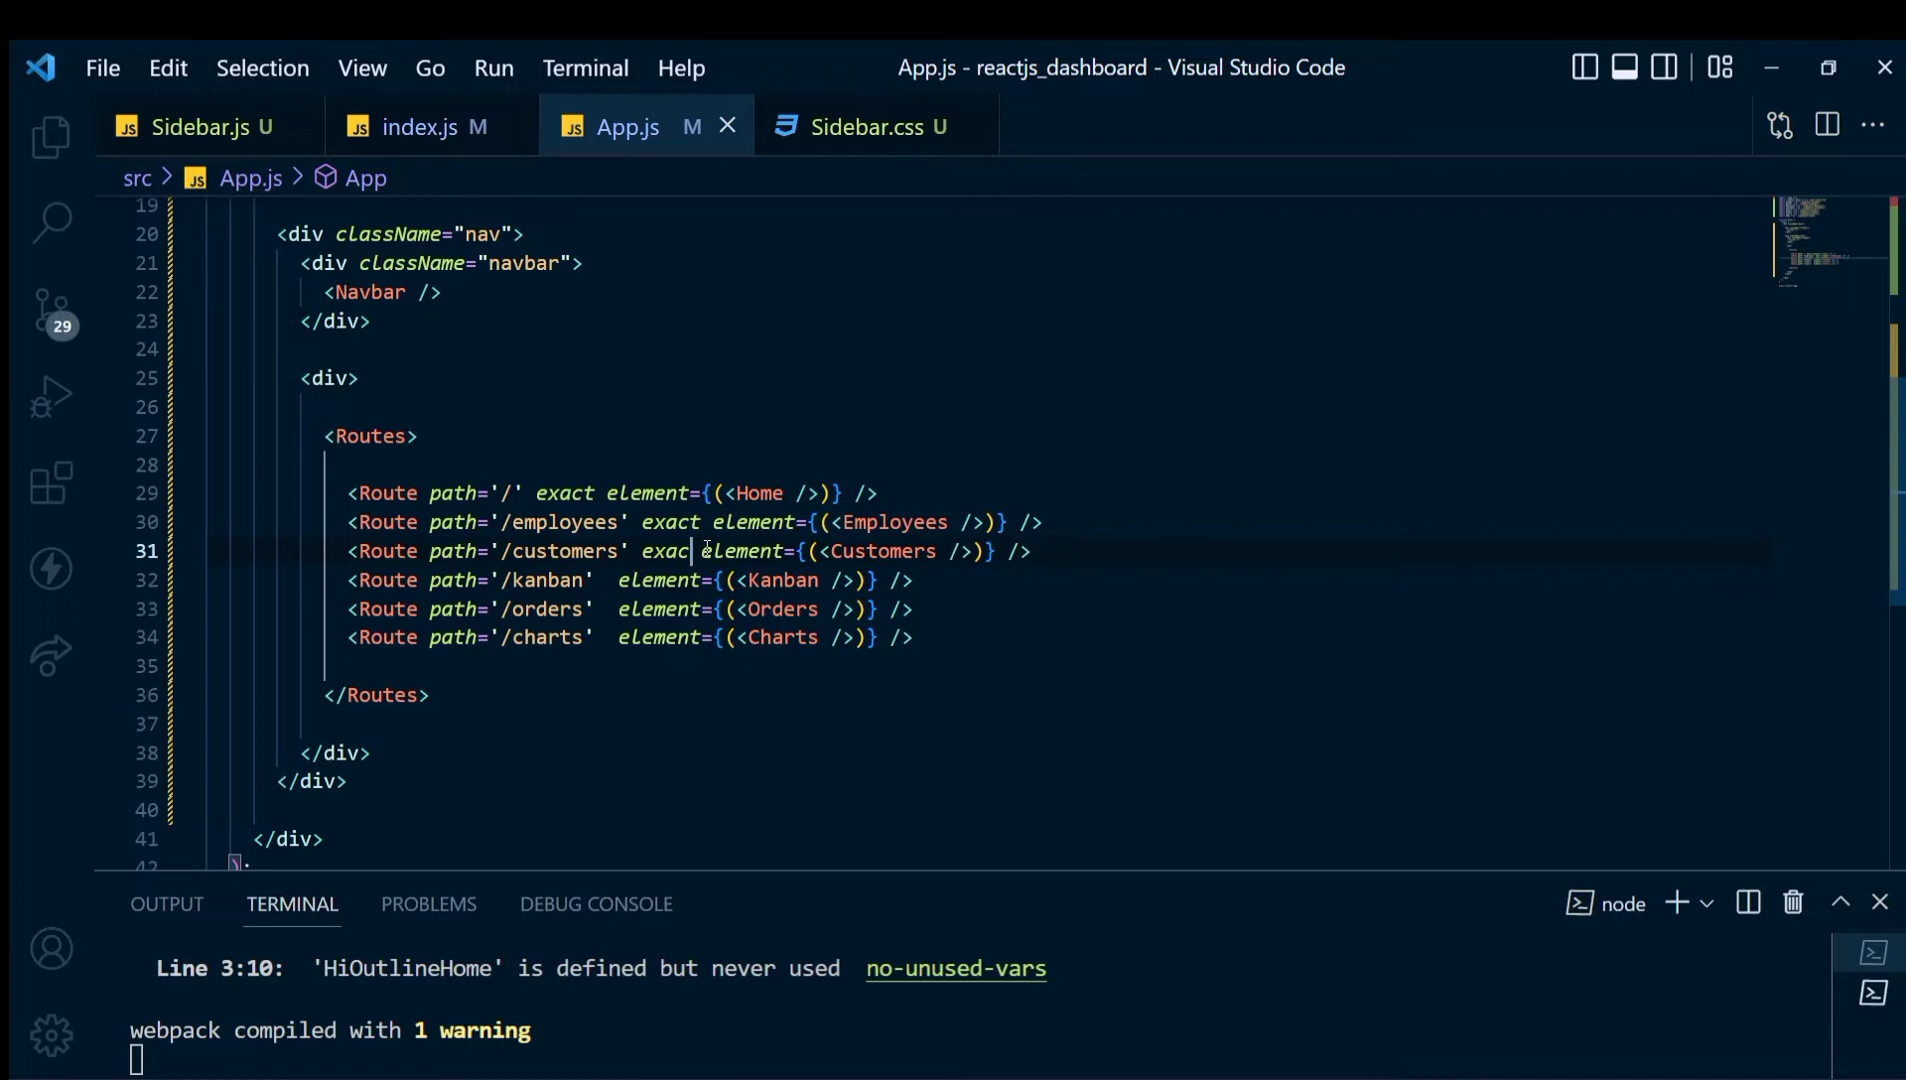 File Edit Selection View Go Run Terminal Help App.js - reactjs_dashboard - Visual Studio Code
JS Sidebar.js U JS index.js M JS App.js M Sidebar.css U
src > JS App.js > App
19
20 <div className="nav">
21 <div className="navbar">
22 <Navbar />
23 </div>
24
25 <div>
26
27 <Routes>
28
29 <Route path='/' exact element={(<Home />)} />
30 <Route path='/employees' exact element={(<Employees />)} />
31 <Route path='/customers' exac element={(<Customers />)} />
32 <Route path='/kanban'  element={(<Kanban />)} />
33 <Route path='/orders'  element={(<Orders />)} />
34 <Route path='/charts'  element={(<Charts />)} />
35
36 </Routes>
37
38 </div>
39 </div>
40
41 </div>
42 );
29
OUTPUT TERMINAL PROBLEMS DEBUG CONSOLE node
Line 3:10: 'HiOutlineHome' is defined but never used no-unused-vars
webpack compiled with 1 warning